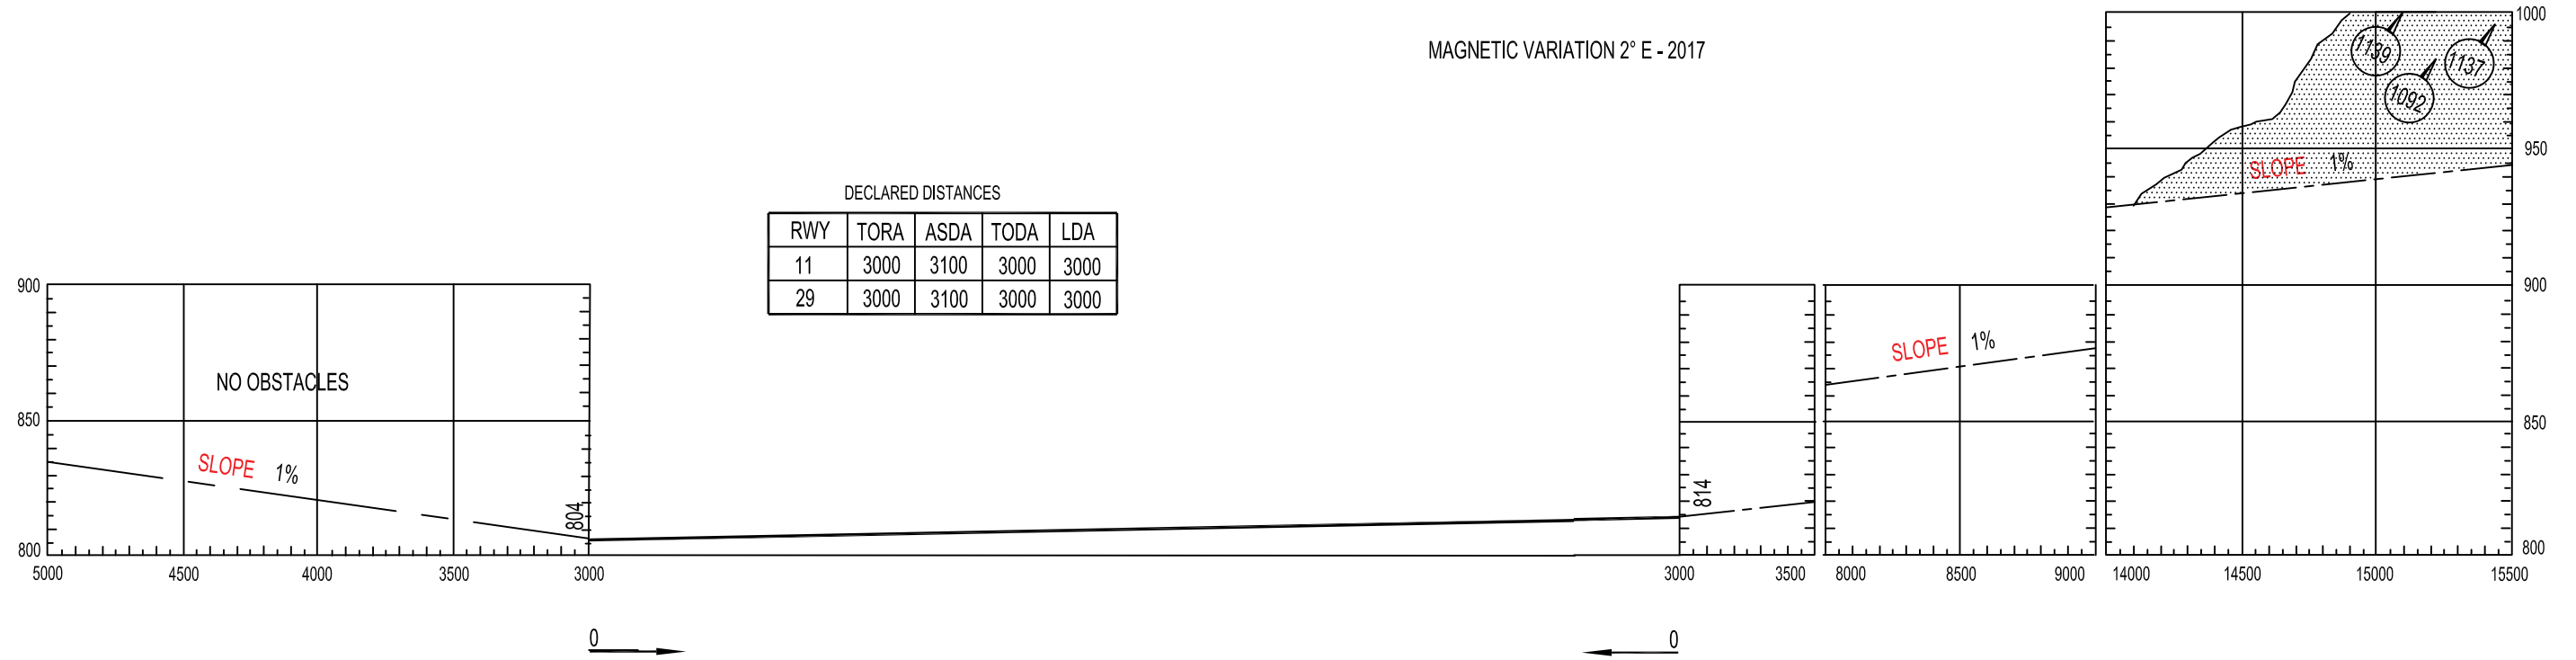 MAGNETIC VARIATION 2° E - 2017
DECLARED DISTANCES
RWY TORA ASDA TODA LDA
11 3000 3100 3000 3000
29 3000 3100 3000 3000
900
850
800
NO OBSTACLES
SLOPE 1%
804
5000 4500 4000 3500 3000
814
3000 3500
SLOPE 1%
8000 8500 9000
1139
1092
1137
SLOPE 1%
1000
950
900
850
800
14000 14500 15000 15500
0
0